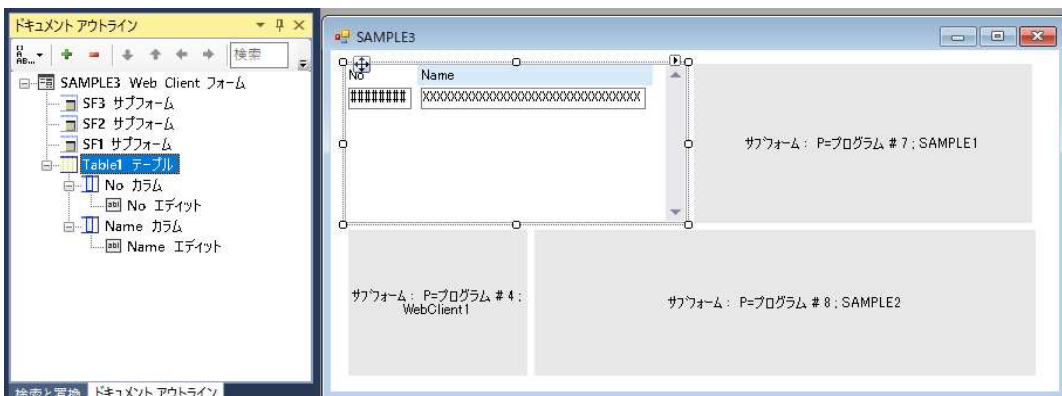 ドキュメント アウトライン
検索
SAMPLE3 Web Client フォーム
SF3 サブフォーム
SF2 サブフォーム
SF1 サブフォーム
Table1 テーブル
No カラム
No エディット
Name カラム
Name エディット
検索と置換 ドキュメント アウトライン
SAMPLE3
No Name
######## XXXXXXXXXXXXXXXXXXXXXXXXXXXXXX
サブフォーム : P=プログラム # 7 ; SAMPLE1
サブフォーム : P=プログラム # 4 ;
WebClient1
サブフォーム : P=プログラム # 8 ; SAMPLE2